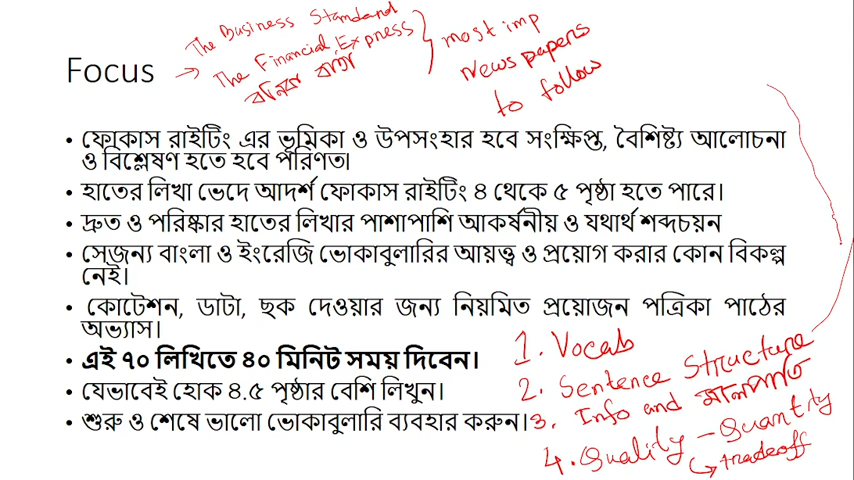 The Business Standard
Focus → The Financial Express
বনিক বার্তা
most imp
News papers
to follow
• ফোকাস রাইটিং এর ভূমিকা ও উপসংহার হবে সংক্ষিপ্ত, বৈশিষ্ট্য আলোচনা
ও বিশ্লেষণ হতে হবে পরিণত।
• হাতের লিখা ভেদে আদর্শ ফোকাস রাইটিং ৪ থেকে ৫ পৃষ্ঠা হতে পারে।
• দ্রুত ও পরিষ্কার হাতের লিখার পাশাপাশি আকর্ষনীয় ও যথার্থ শব্দচয়ন
• সেজন্য বাংলা ও ইংরেজি ভোকাবুলারির আয়ত্ত্ব ও প্রয়োগ করার কোন বিকল্প
নেই।
• কোটেশন, ডাটা, ছক দেওয়ার জন্য নিয়মিত প্রয়োজন পত্রিকা পাঠের
অভ্যাস।
• এই ৭০ লিখিতে ৪০ মিনিট সময় দিবেন।
• যেভাবেই হোক ৪.৫ পৃষ্ঠার বেশি লিখুন।
• শুরু ও শেষে ভালো ভোকাবুলারি ব্যবহার করুন।
1. Vocab
2. Sentence Structure
3. Info and মালপাতি
4. Quality - Quantity
↳ tradeoff